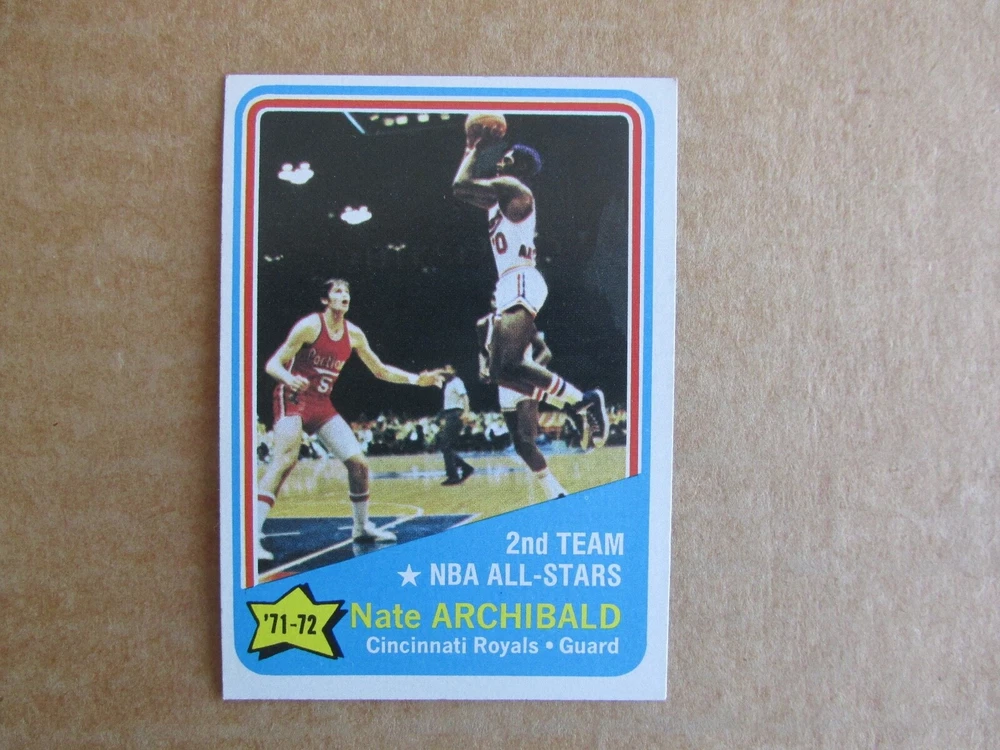 2nd TEAM
★ NBA ALL-STARS
'71-72
Nate ARCHIBALD
Cincinnati Royals • Guard